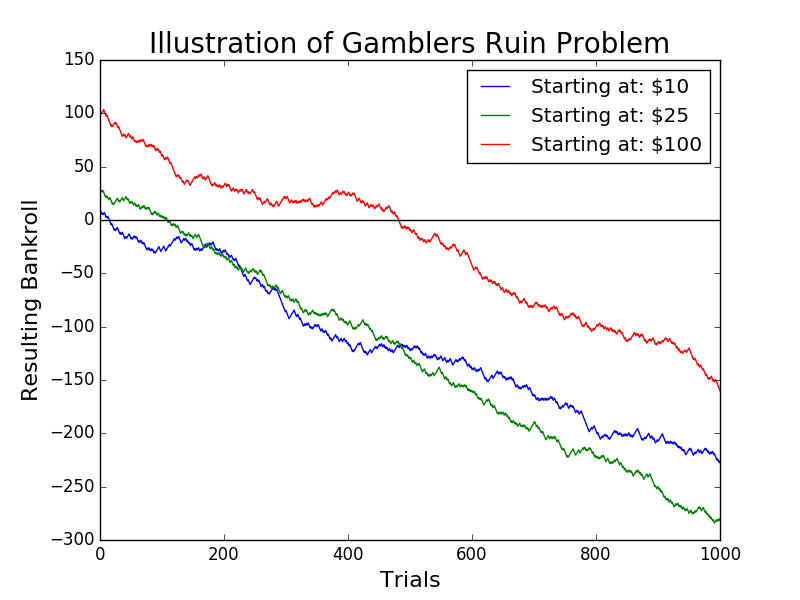 Illustration of Gamblers Ruin Problem
Starting at: $10
Starting at: $25
Starting at: $100
150
100
50
0
−50
−100
−150
−200
−250
−300
Resulting Bankroll
0 200 400 600 800 1000
Trials